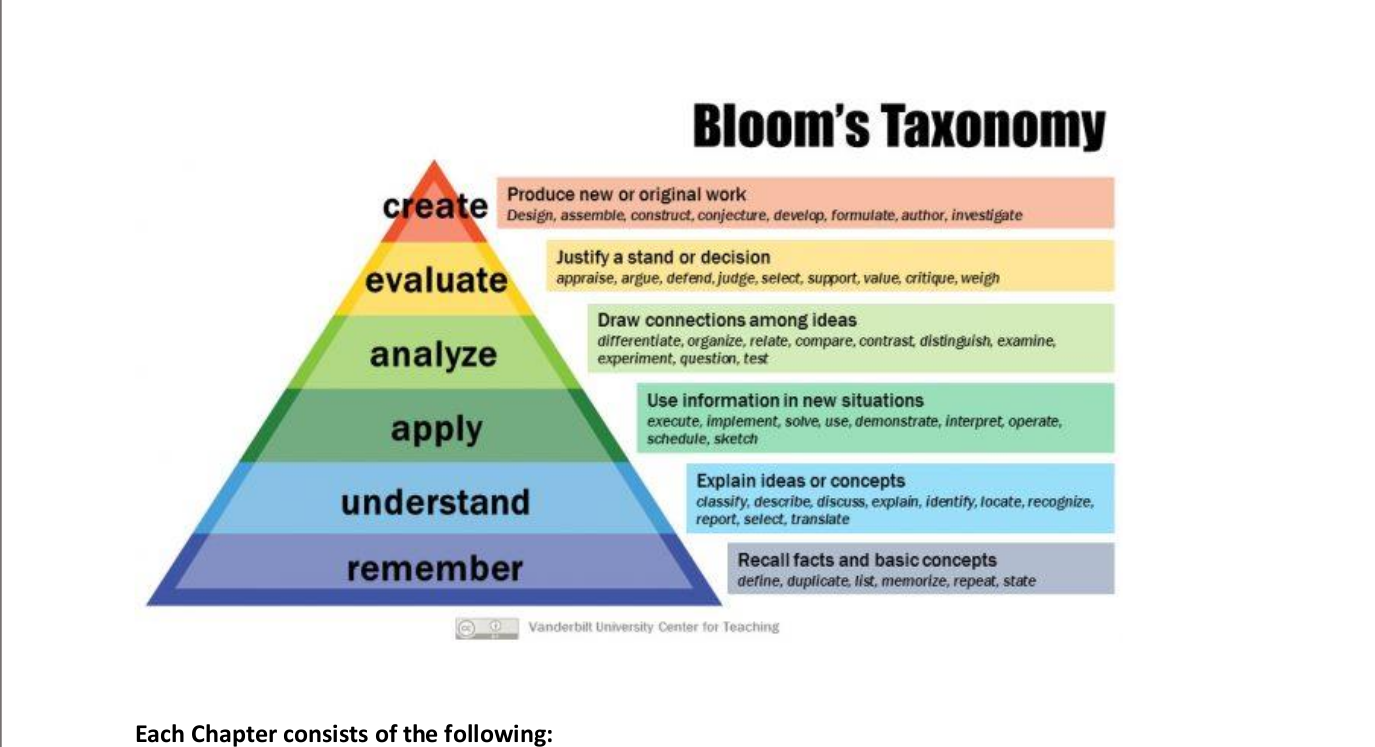 Bloom's Taxonomy
create
Produce new or original work
Design, assemble, construct, conjecture, develop, formulate, author, investigate
evaluate
Justify a stand or decision
appraise, argue, defend, judge, select, support, value, critique, weigh
analyze
Draw connections among ideas
differentiate, organize, relate, compare, contrast, distinguish, examine,
experiment, question, test
apply
Use information in new situations
execute, implement, solve, use, demonstrate, interpret, operate,
schedule, sketch
understand
Explain ideas or concepts
classify, describe, discuss, explain, identify, locate, recognize,
report, select, translate
remember
Recall facts and basic concepts
define, duplicate, list, memorize, repeat, state
cc
Vanderbilt University Center for Teaching
Each Chapter consists of the following: